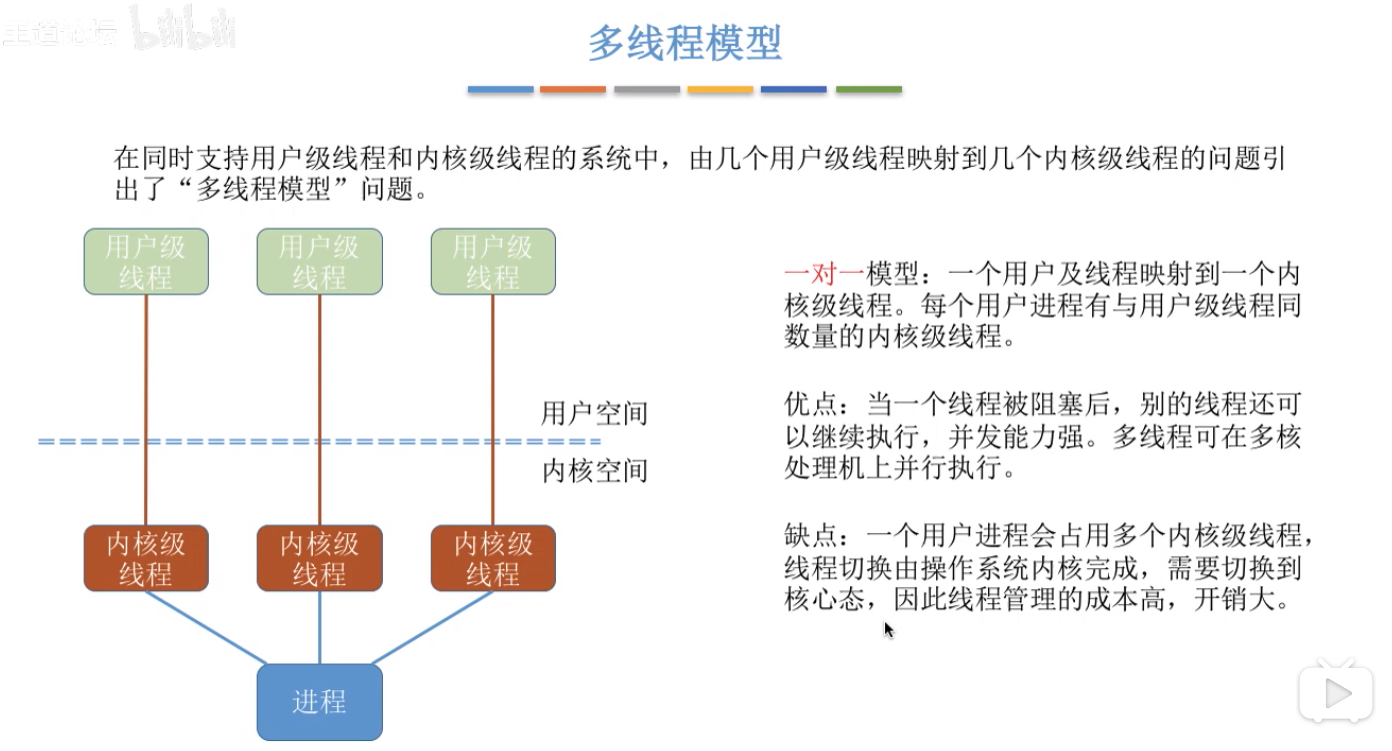 王道论坛 bilibili
多线程模型
在同时支持用户级线程和内核级线程的系统中，由几个用户级线程映射到几个内核级线程的问题引
出了“多线程模型”问题。
用户级
线程
用户级
线程
用户级
线程
用户空间
内核空间
内核级
线程
内核级
线程
内核级
线程
进程
一对一模型：一个用户及线程映射到一个内
核级线程。每个用户进程有与用户级线程同
数量的内核级线程。
优点：当一个线程被阻塞后，别的线程还可
以继续执行，并发能力强。多线程可在多核
处理机上并行执行。
缺点：一个用户进程会占用多个内核级线程，
线程切换由操作系统内核完成，需要切换到
核心态，因此线程管理的成本高，开销大。